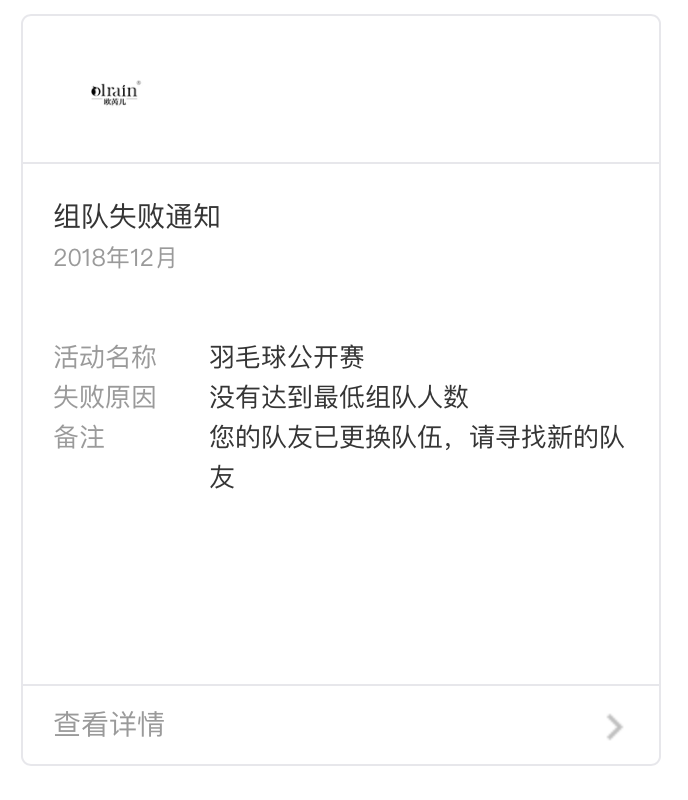 olrain®
欧芮儿
组队失败通知
2018年12月
活动名称 羽毛球公开赛
失败原因 没有达到最低组队人数
备注 您的队友已更换队伍，请寻找新的队
友
查看详情